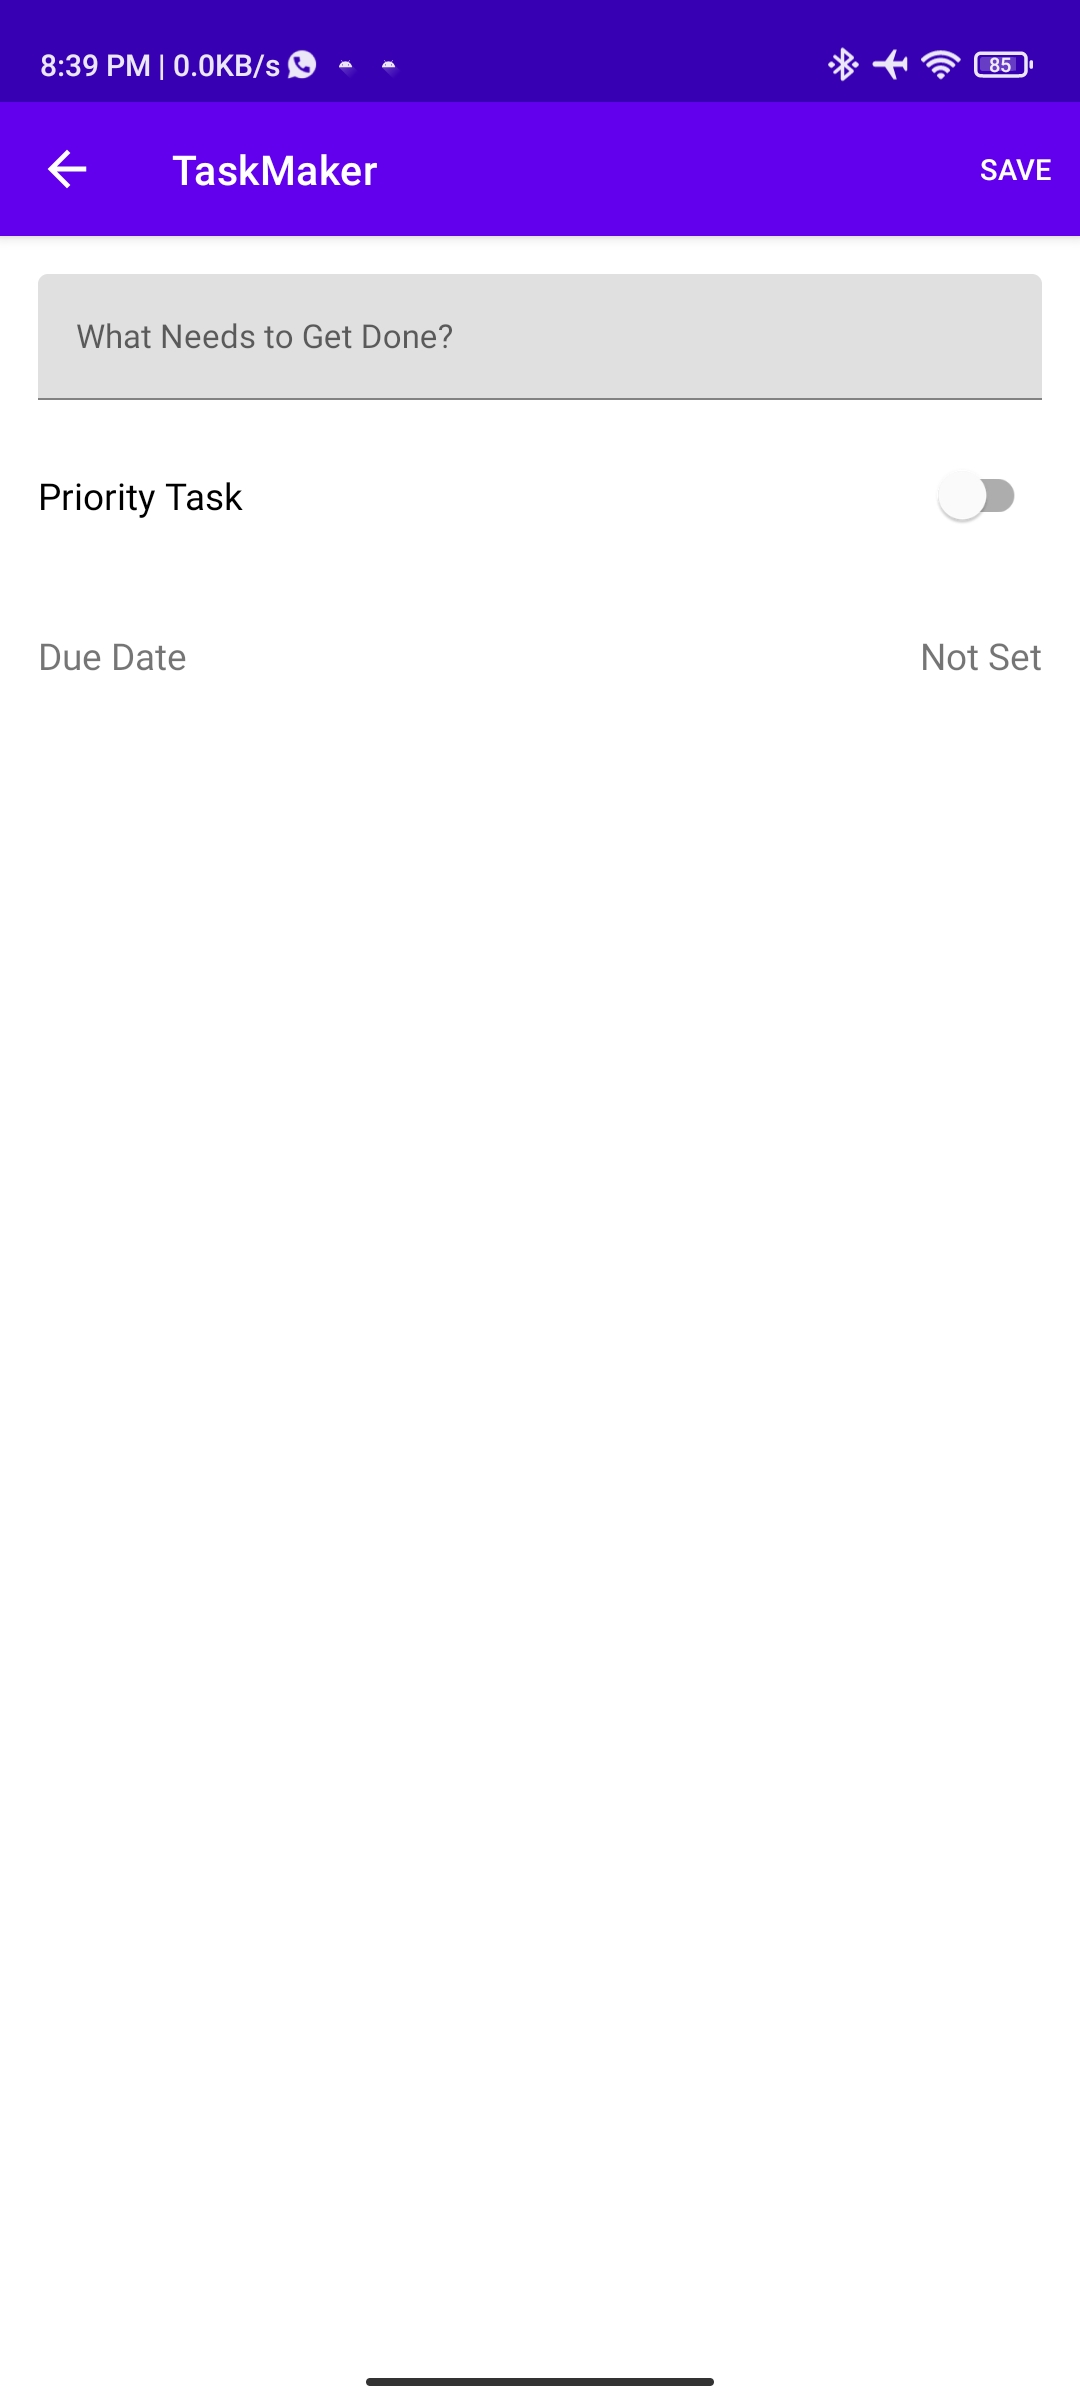 8:39 PM | 0.0KB/s 85
TaskMaker SAVE
What Needs to Get Done?
Priority Task
Due Date Not Set